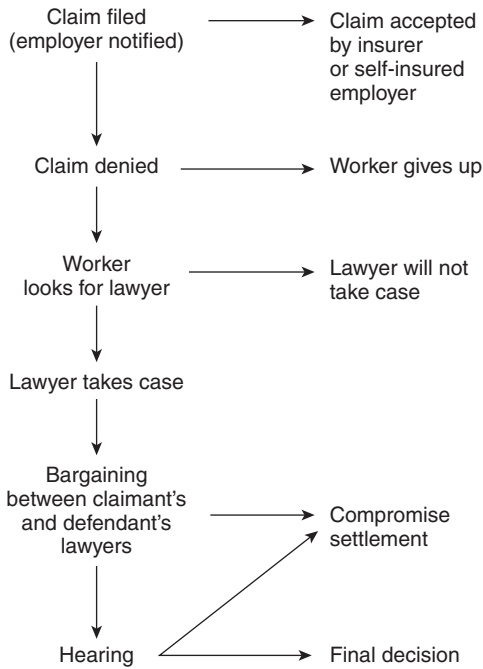 Claim filed
(employer notified)
Claim accepted
by insurer
or self-insured
employer
Claim denied
Worker gives up
Worker
looks for lawyer
Lawyer will not
take case
Lawyer takes case
Bargaining
between claimant's
and defendant's
lawyers
Compromise
settlement
Hearing
Final decision